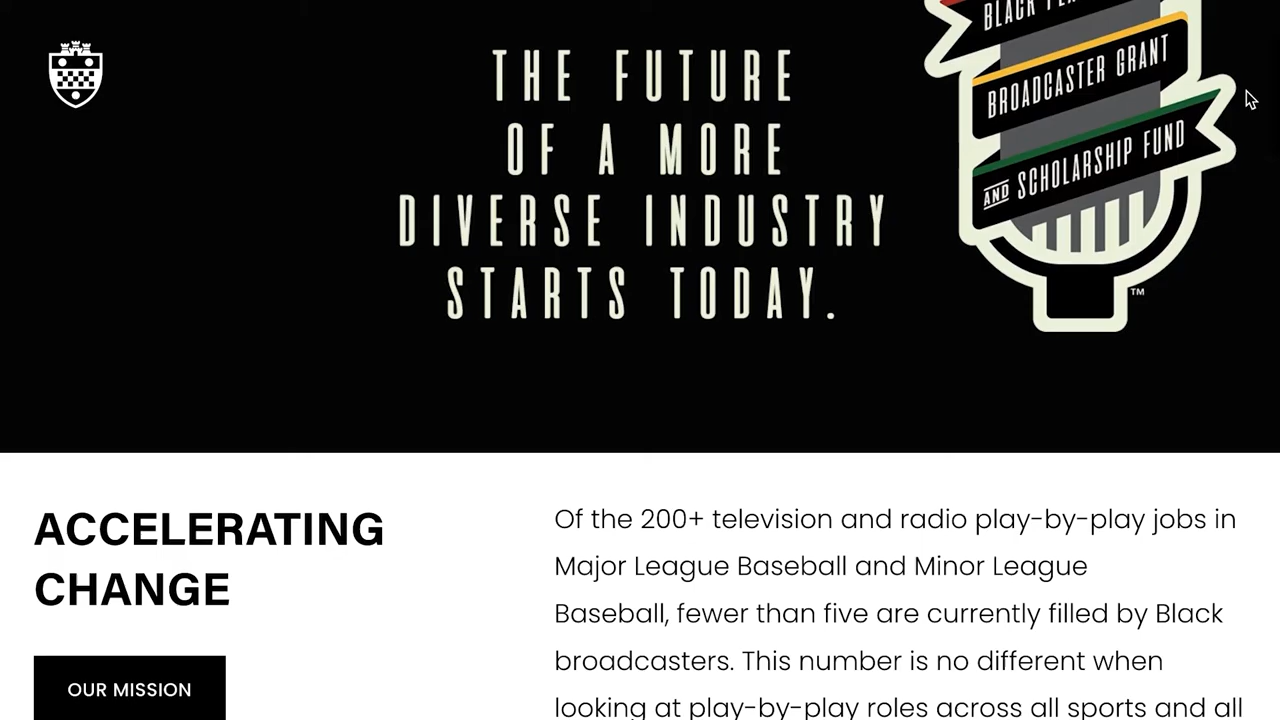 THE FUTURE
OF A MORE
DIVERSE INDUSTRY
STARTS TODAY.
BLACK
BROADCASTER GRANT
AND SCHOLARSHIP FUND
TM
ACCELERATING
CHANGE
OUR MISSION
Of the 200+ television and radio play-by-play jobs in
Major League Baseball and Minor League
Baseball, fewer than five are currently filled by Black
broadcasters. This number is no different when
looking at play-by-play roles across all sports and all